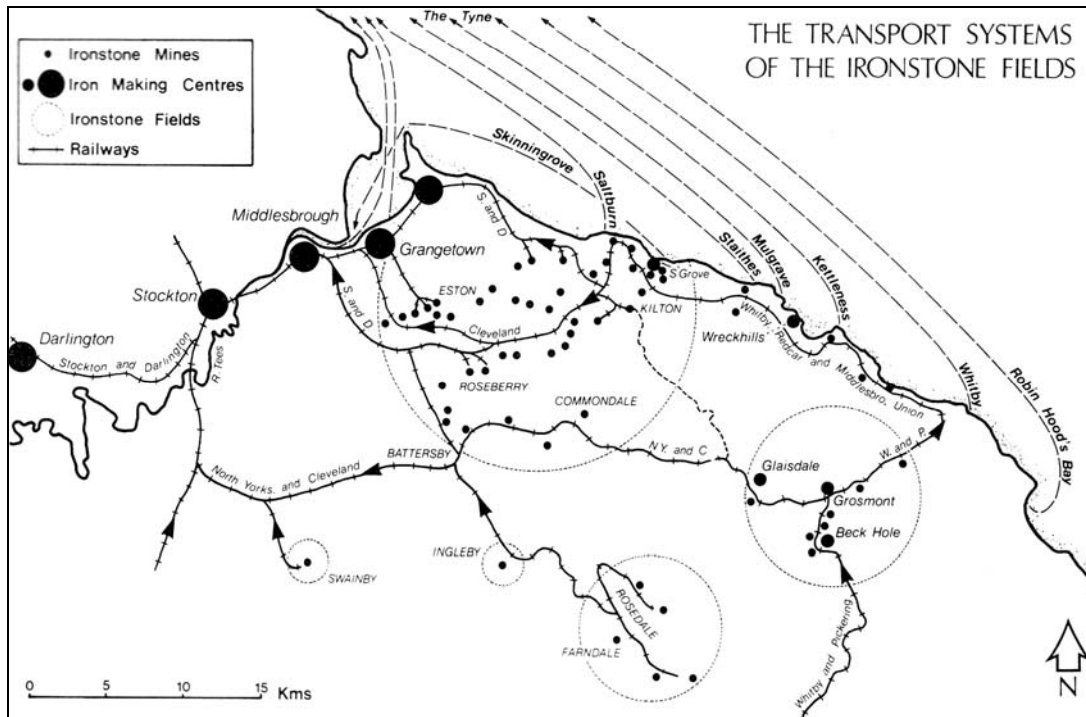 The Tyne
THE TRANSPORT SYSTEMS
OF THE IRONSTONE FIELDS
Ironstone Mines
Iron Making Centres
Ironstone Fields
Railways
Skinningrove
Saltburn
Staithes
Mulgrave
Kettleness
Whitby
Robin Hood's Bay
Middlesbrough
Grangetown
S. and D
S. and D
S Grove
Stockton
ESTON
KILTON
Cleveland
Wreckhills
Whitby, Redcar and Middlesbro, Union
Darlington
Stockton and Darlington
R. Tees
ROSEBERRY
COMMONDALE
BATTERSBY
N.Y. and C
W. and P.
North Yorks. and Cleveland
Glaisdale
Grosmont
Beck Hole
SWAINBY
INGLEBY
ROSEDALE
FARNDALE
Whitby and Pickering
0 5 10 15 Kms
N